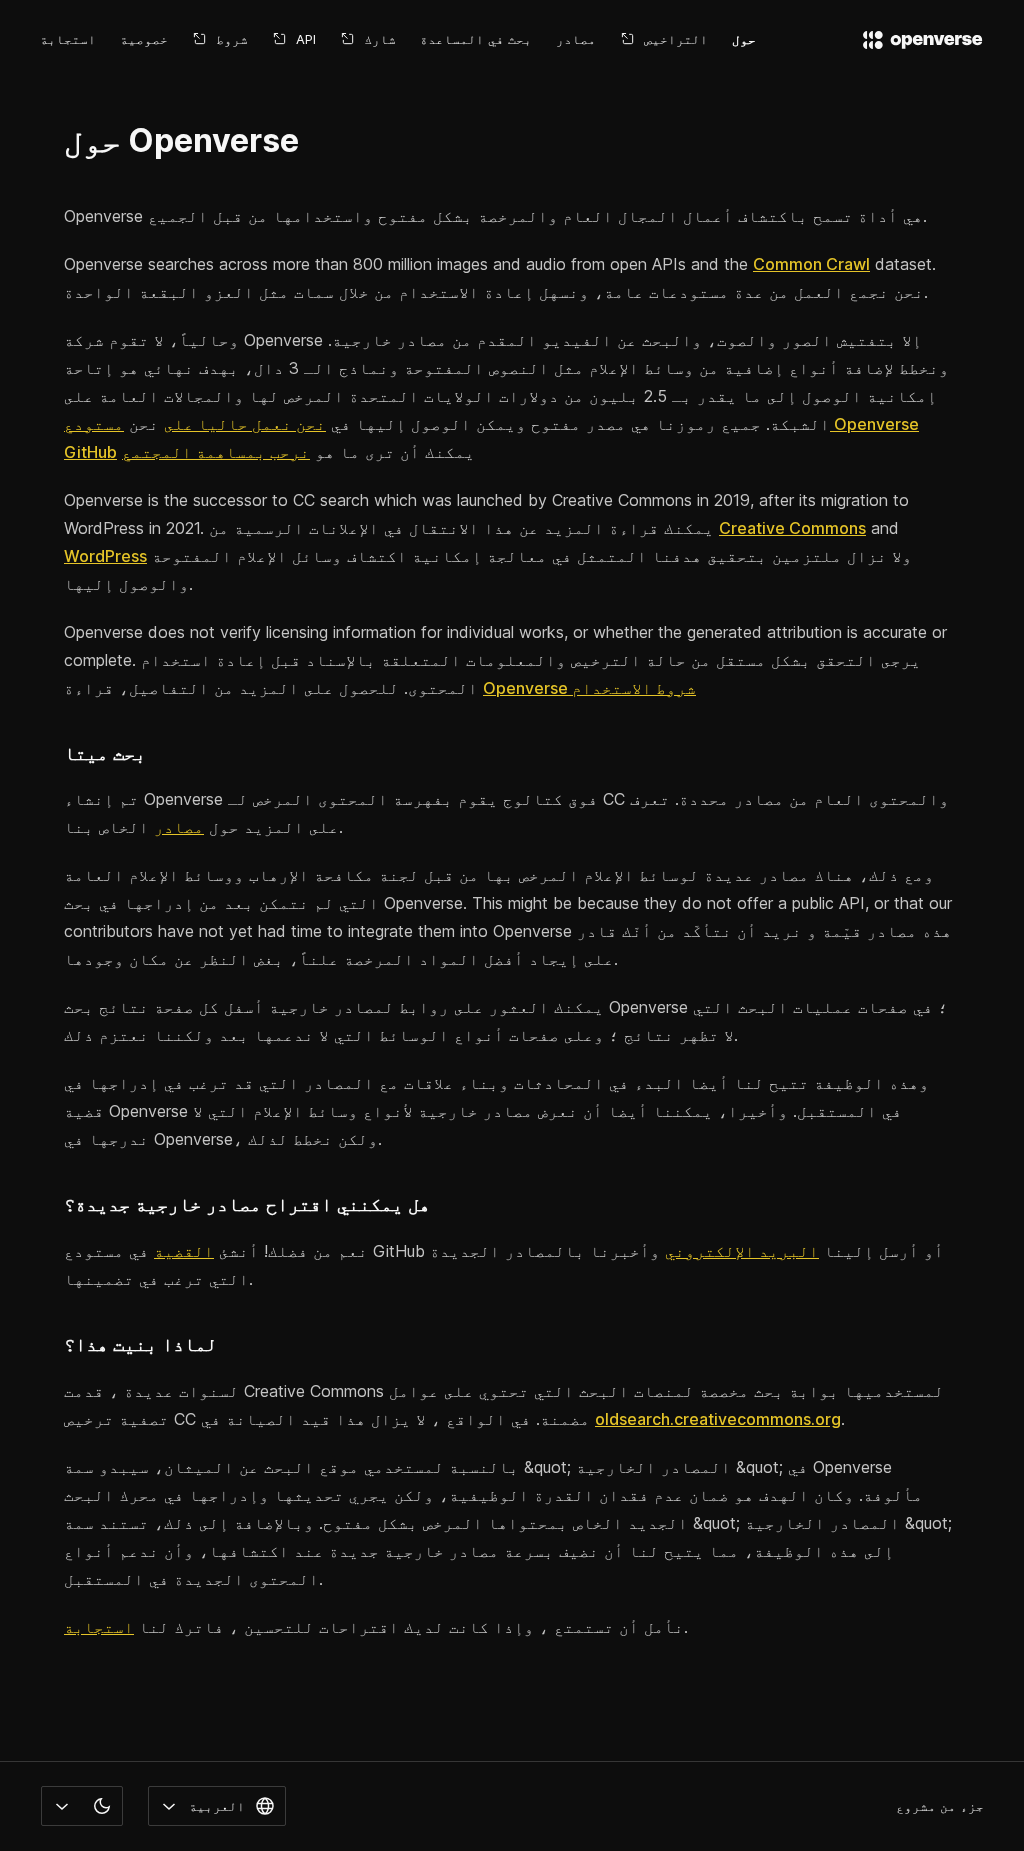 openverse
حول
التراخيص
مصادر
بحث في المساعدة
شارك
API
شروط
خصوصية
استجابة
حول Openverse
Openverse هي أداة تسمح باكتشاف أعمال المجال العام والمرخصة بشكل مفتوح واستخدامها من قبل الجميع.
Openverse searches across more than 800 million images and audio from open APIs and the Common Crawl dataset.
نحن نجمع العمل من عدة مستودعات عامة، ونسهل إعادة الاستخدام من خلال سمات مثل العزو البقعة الواحدة.
وحالياً، لا تقوم شركة Openverse إلا بتفتيش الصور والصوت، والبحث عن الفيديو المقدم من مصادر خارجية.
ونخطط لإضافة أنواع إضافية من وسائط الإعلام مثل النصوص المفتوحة ونماذج الـ 3 دال، بهدف نهائي هو إتاحة
إمكانية الوصول إلى ما يقدر بـ 2.5 بليون من دولارات الولايات المتحدة المرخص لها والمجالات العامة على
الشبكة. جميع رموزنا هي مصدر مفتوح ويمكن الوصول إليها في نحن نعمل حاليا على نحن مستودع Openverse
GitHub يمكنك أن ترى ما هو نرحب بمساهمة المجتمع
Openverse is the successor to CC search which was launched by Creative Commons in 2019, after its migration to
WordPress in 2021. يمكنك قراءة المزيد عن هذا الانتقال في الإعلانات الرسمية من Creative Commons and
WordPress ولا نزال ملتزمين بتحقيق هدفنا المتمثل في معالجة إمكانية اكتشاف وسائل الإعلام المفتوحة
والوصول إليها.
Openverse does not verify licensing information for individual works, or whether the generated attribution is accurate or
complete. يرجى التحقق بشكل مستقل من حالة الترخيص والمعلومات المتعلقة بالإسناد قبل إعادة استخدام
المحتوى. للحصول على المزيد من التفاصيل، قراءة Openverse شروط الاستخدام
بحث ميتا
تم إنشاء Openverse فوق كتالوج يقوم بفهرسة المحتوى المرخص لـ CC والمحتوى العام من مصادر محددة. تعرف
على المزيد حول مصادر الخاص بنا.
ومع ذلك، هناك مصادر عديدة لوسائط الإعلام المرخص بها من قبل لجنة مكافحة الإرهاب ووسائط الإعلام العامة
التي لم نتمكن بعد من إدراجها في بحث Openverse. This might be because they do not offer a public API, or that our
contributors have not yet had time to integrate them into Openverse هذه مصادر قيّمة و نريد أن نتأكّد من أنّك قادر
على إيجاد أفضل المواد المرخصة علناً، بغض النظر عن مكان وجودها.
يمكنك العثور على روابط لمصادر خارجية أسفل كل صفحة نتائج بحث Openverse ؛ في صفحات عمليات البحث التي
لا تظهر نتائج ؛ وعلى صفحات أنواع الوسائط التي لا ندعمها بعد ولكننا نعتزم ذلك.
وهذه الوظيفة تتيح لنا أيضا البدء في المحادثات وبناء علاقات مع المصادر التي قد ترغب في إدراجها في
قضية Openverse في المستقبل. وأخيرا، يمكننا أيضا أن نعرض مصادر خارجية لأنواع وسائط الإعلام التي لا
ندرجها في Openverse، ولكن نخطط لذلك.
هل يمكنني اقتراح مصادر خارجية جديدة؟
نعم من فضلك! أنشئ القضية في مستودع GitHub أو أرسل إلينا البريد الإلكتروني وأخبرنا بالمصادر الجديدة
التي ترغب في تضمينها.
لماذا بنيت هذا؟
لسنوات عديدة ، قدمت Creative Commons لمستخدميها بوابة بحث مخصصة لمنصات البحث التي تحتوي على عوامل
تصفية ترخيص CC مضمنة. في الواقع ، لا يزال هذا قيد الصيانة في oldsearch.creativecommons.org.
بالنسبة لمستخدمي موقع البحث عن الميثان، سيبدو سمة &quot; المصادر الخارجية &quot; في Openverse
مألوفة. وكان الهدف هو ضمان عدم فقدان القدرة الوظيفية، ولكن يجري تحديثها وإدراجها في محرك البحث
الجديد الخاص بمحتواها المرخص بشكل مفتوح. وبالإضافة إلى ذلك، تستند سمة &quot; المصادر الخارجية &quot;
إلى هذه الوظيفة، مما يتيح لنا أن نضيف بسرعة مصادر خارجية جديدة عند اكتشافها، وأن ندعم أنواع
المحتوى الجديدة في المستقبل.
نأمل أن تستمتع ، وإذا كانت لديك اقتراحات للتحسين ، فاترك لنا استجابة.
جزء من مشروع
العربية